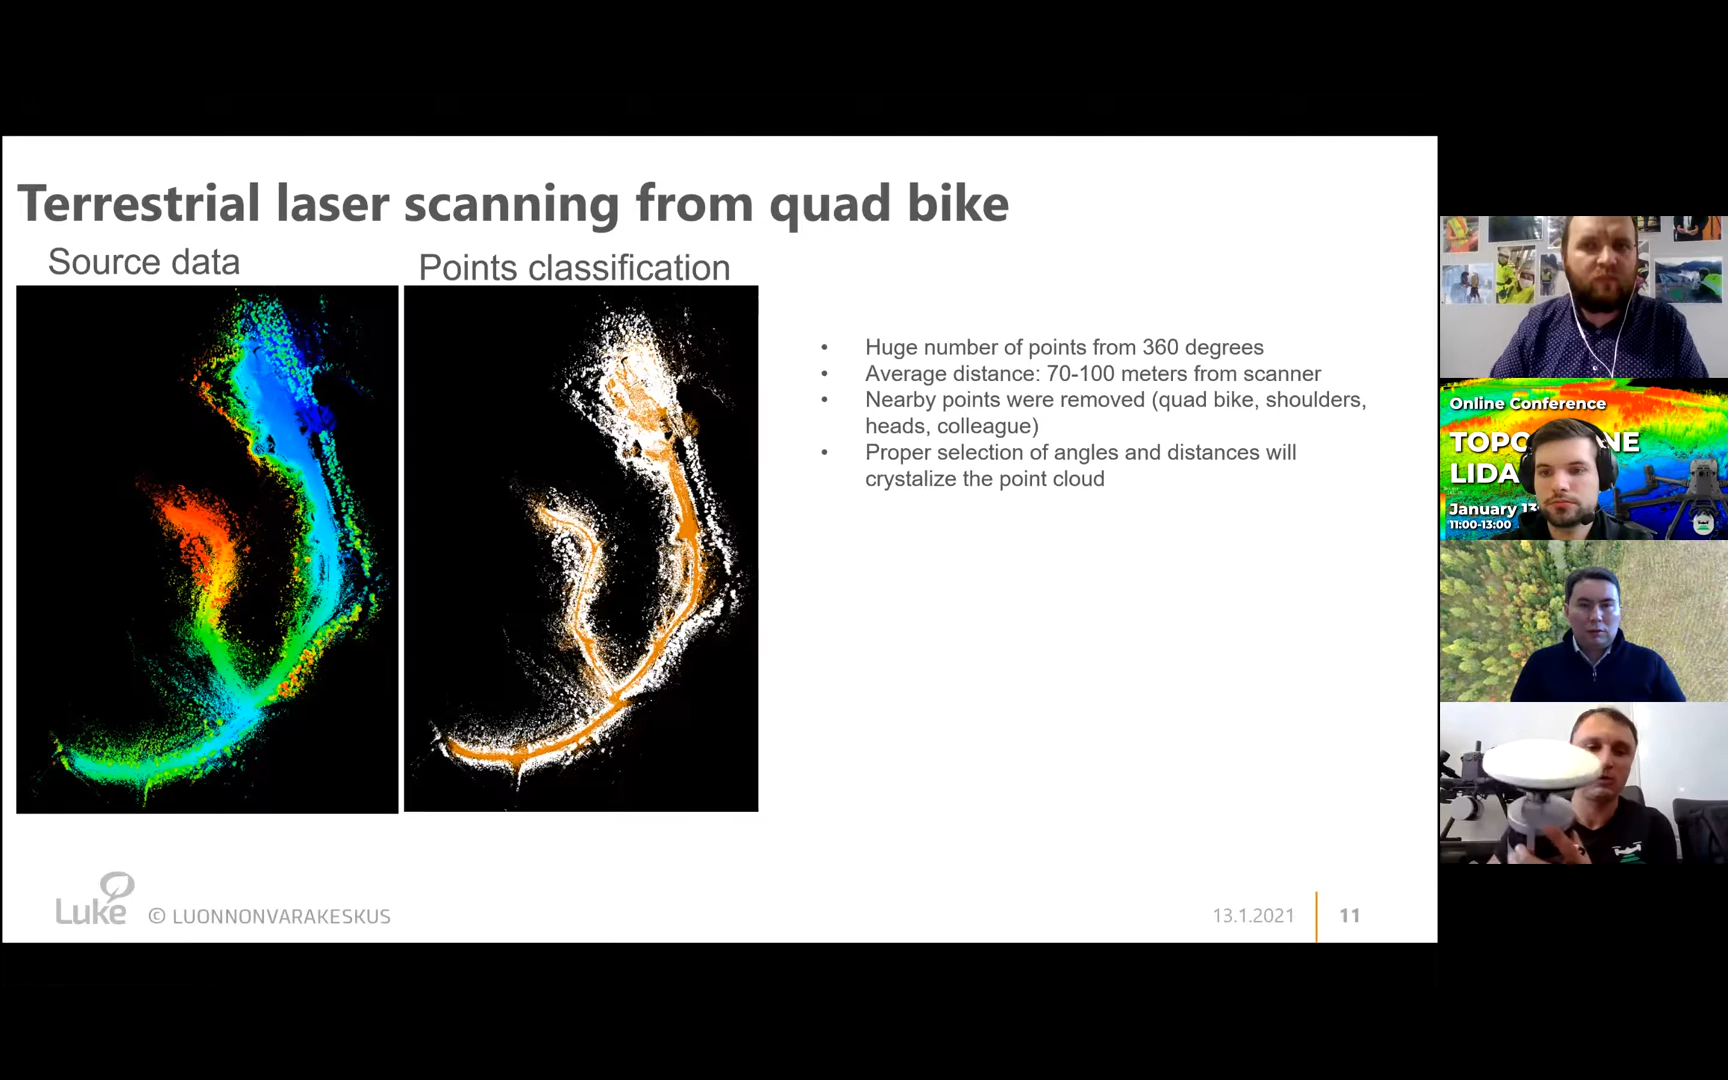 Terrestrial laser scanning from quad bike
Source data
Points classification
• Huge number of points from 360 degrees
• Average distance: 70-100 meters from scanner
• Nearby points were removed (quad bike, shoulders,
heads, colleague)
• Proper selection of angles and distances will
crystalize the point cloud
Luke
© LUONNONVARAKESKUS
13.1.2021
11
Online Conference
LIDA
January 13
11:00-13:00